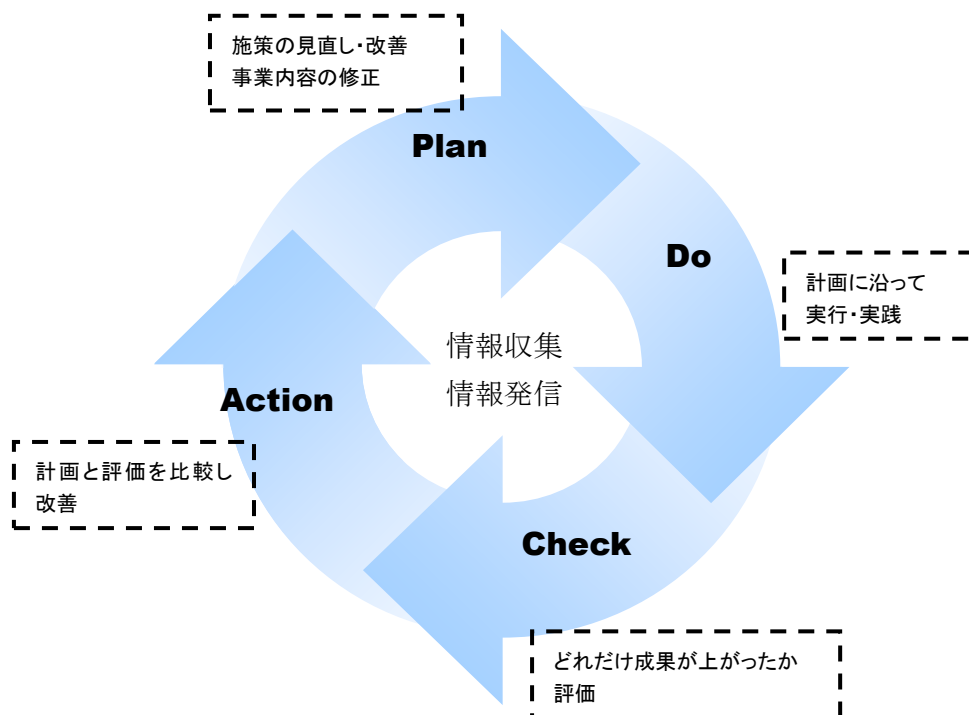 施策の見直し・改善
事業内容の修正
Plan
Do
計画に沿って
実行・実践
情報収集
情報発信
Action
計画と評価を比較し
改善
Check
どれだけ成果が上がったか
評価